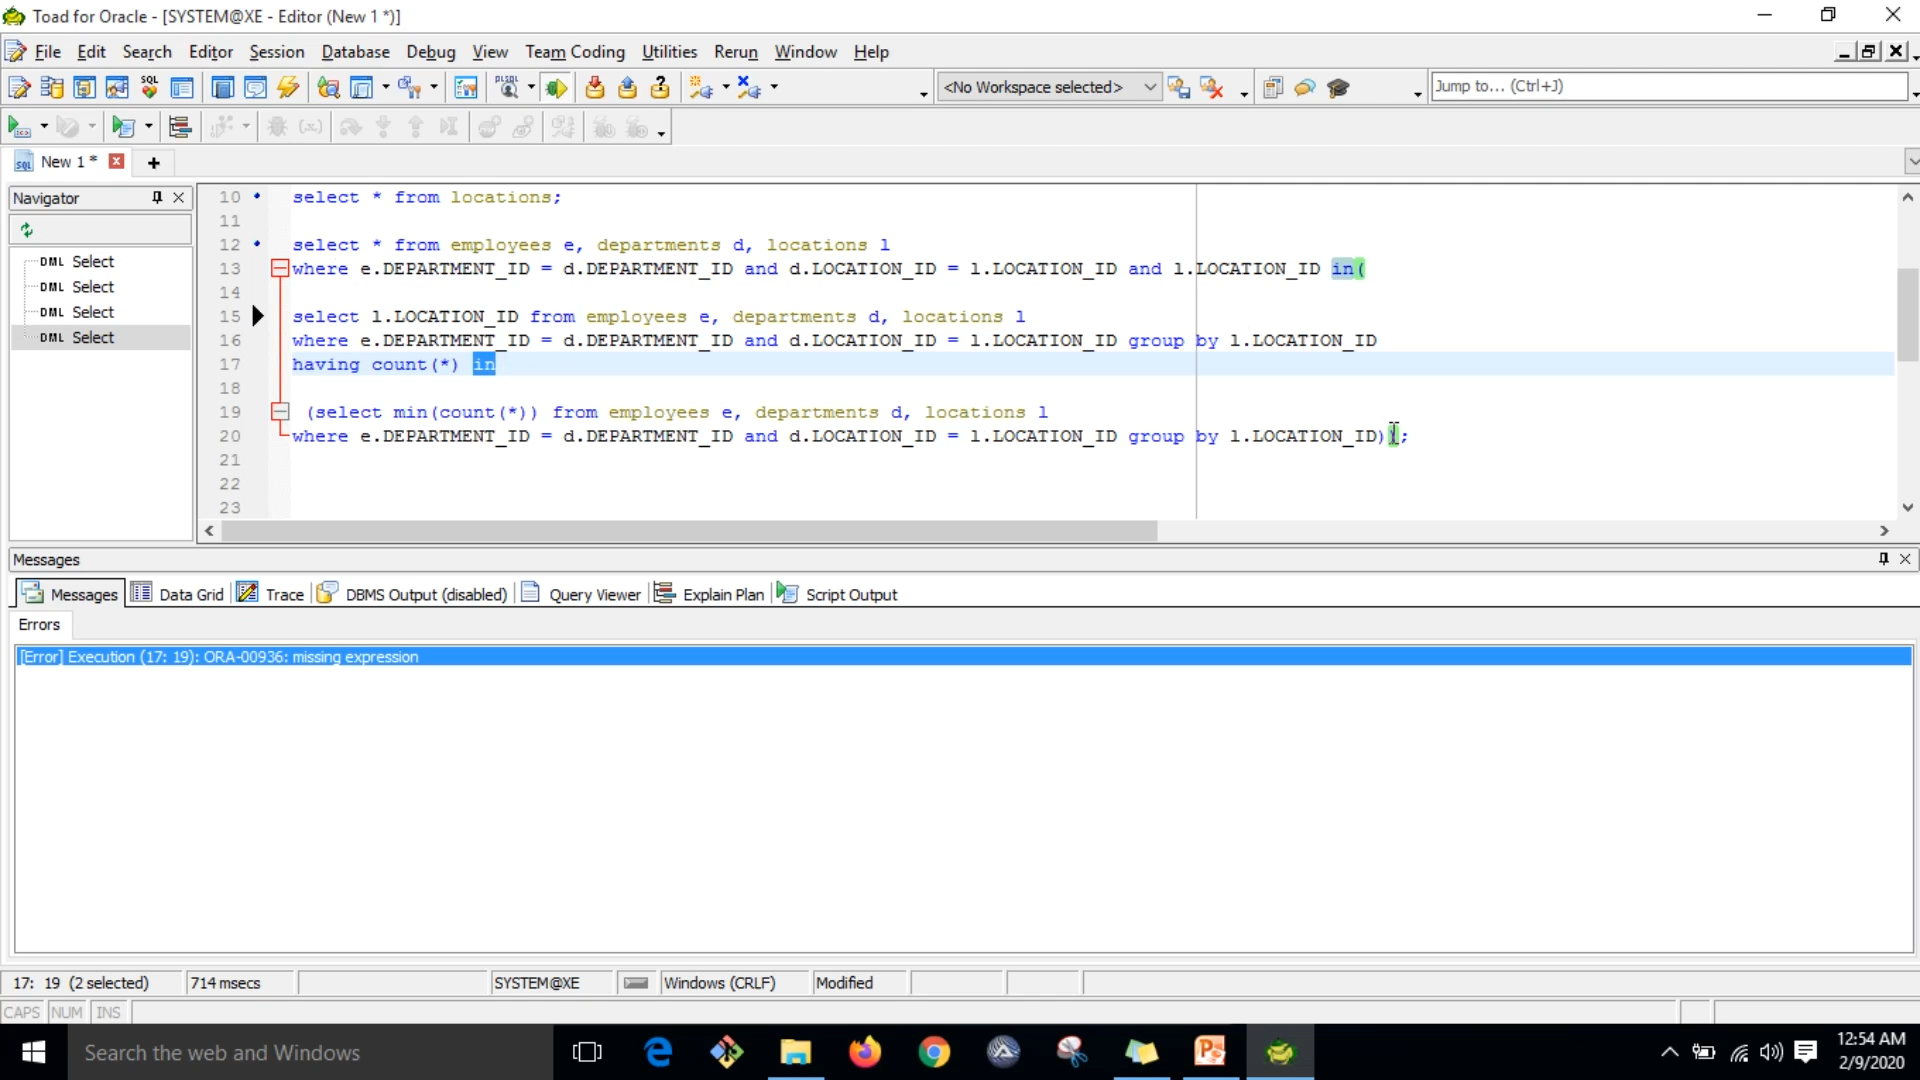 Toad for Oracle - [SYSTEM@XE - Editor (New 1 *)]
File Edit Search Editor Session Database Debug View Team Coding Utilities Rerun Window Help
SQL
PLSQL
<No Workspace selected>
Jump to... (Ctrl+J)
SQL New 1 *
Navigator
DML Select
DML Select
DML Select
DML Select
10 select * from locations;
11
12 select * from employees e, departments d, locations l
13 where e.DEPARTMENT_ID = d.DEPARTMENT_ID and d.LOCATION_ID = l.LOCATION_ID and l.LOCATION_ID in(
14
15 select l.LOCATION_ID from employees e, departments d, locations l
16 where e.DEPARTMENT_ID = d.DEPARTMENT_ID and d.LOCATION_ID = l.LOCATION_ID group by l.LOCATION_ID
17 having count(*) in
18
19 (select min(count(*)) from employees e, departments d, locations l
20 where e.DEPARTMENT_ID = d.DEPARTMENT_ID and d.LOCATION_ID = l.LOCATION_ID group by l.LOCATION_ID));
21
22
23
Messages
Messages Data Grid Trace DBMS Output (disabled) Query Viewer Explain Plan Script Output
Errors
[Error] Execution (17: 19): ORA-00936: missing expression
17: 19 (2 selected) 714 msecs SYSTEM@XE Windows (CRLF) Modified
CAPS NUM INS
Search the web and Windows
12:54 AM
2/9/2020